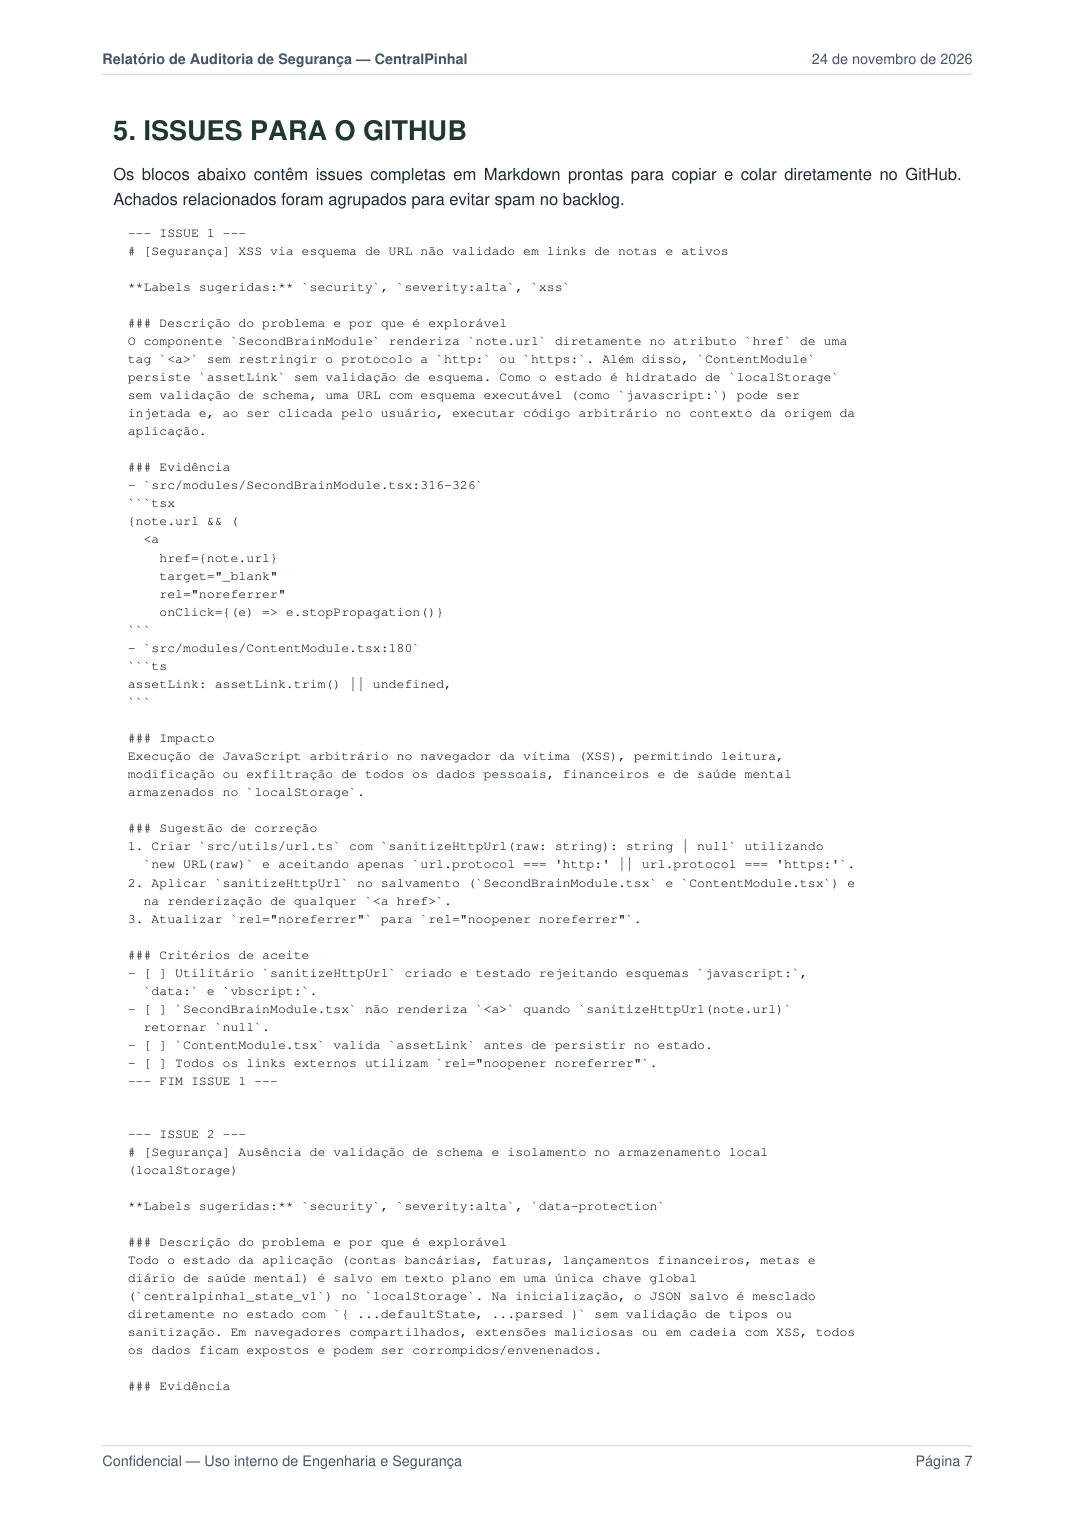 Relatório de Auditoria de Segurança — CentralPinhal
24 de novembro de 2026
5. ISSUES PARA O GITHUB
Os blocos abaixo contêm issues completas em Markdown prontas para copiar e colar diretamente no GitHub.
Achados relacionados foram agrupados para evitar spam no backlog.
--- ISSUE 1 ---
# [Segurança] XSS via esquema de URL não validado em links de notas e ativos
**Labels sugeridas:** `security`, `severity:alta`, `xss`
### Descrição do problema e por que é explorável
O componente `SecondBrainModule` renderiza `note.url` diretamente no atributo `href` de uma
tag `<a>` sem restringir o protocolo a `http:` ou `https:`. Além disso, `ContentModule`
persiste `assetLink` sem validação de esquema. Como o estado é hidratado de `localStorage`
sem validação de schema, uma URL com esquema executável (como `javascript:`) pode ser
injetada e, ao ser clicada pelo usuário, executar código arbitrário no contexto da origem da
aplicação.
### Evidência
- `src/modules/SecondBrainModule.tsx:316-326`
```tsx
{note.url && (
  <a
    href={note.url}
    target="_blank"
    rel="noreferrer"
    onClick={(e) => e.stopPropagation()}
```
- `src/modules/ContentModule.tsx:180`
```ts
assetLink: assetLink.trim() || undefined,
```
### Impacto
Execução de JavaScript arbitrário no navegador da vítima (XSS), permitindo leitura,
modificação ou exfiltração de todos os dados pessoais, financeiros e de saúde mental
armazenados no `localStorage`.
### Sugestão de correção
1. Criar `src/utils/url.ts` com `sanitizeHttpUrl(raw: string): string | null` utilizando
  `new URL(raw)` e aceitando apenas `url.protocol === 'http:' || url.protocol === 'https:'`.
2. Aplicar `sanitizeHttpUrl` no salvamento (`SecondBrainModule.tsx` e `ContentModule.tsx`) e
  na renderização de qualquer `<a href>`.
3. Atualizar `rel="noreferrer"` para `rel="noopener noreferrer"`.
### Critérios de aceite
- [ ] Utilitário `sanitizeHttpUrl` criado e testado rejeitando esquemas `javascript:`,
  `data:` e `vbscript:`.
- [ ] `SecondBrainModule.tsx` não renderiza `<a>` quando `sanitizeHttpUrl(note.url)`
  retornar `null`.
- [ ] `ContentModule.tsx` valida `assetLink` antes de persistir no estado.
- [ ] Todos os links externos utilizam `rel="noopener noreferrer"`.
--- FIM ISSUE 1 ---
--- ISSUE 2 ---
# [Segurança] Ausência de validação de schema e isolamento no armazenamento local
(localStorage)
**Labels sugeridas:** `security`, `severity:alta`, `data-protection`
### Descrição do problema e por que é explorável
Todo o estado da aplicação (contas bancárias, faturas, lançamentos financeiros, metas e
diário de saúde mental) é salvo em texto plano em uma única chave global
(`centralpinhal_state_v1`) no `localStorage`. Na inicialização, o JSON salvo é mesclado
diretamente no estado com `{ ...defaultState, ...parsed }` sem validação de tipos ou
sanitização. Em navegadores compartilhados, extensões maliciosas ou em cadeia com XSS, todos
os dados ficam expostos e podem ser corrompidos/envenenados.
### Evidência
Confidencial — Uso interno de Engenharia e Segurança
Página 7